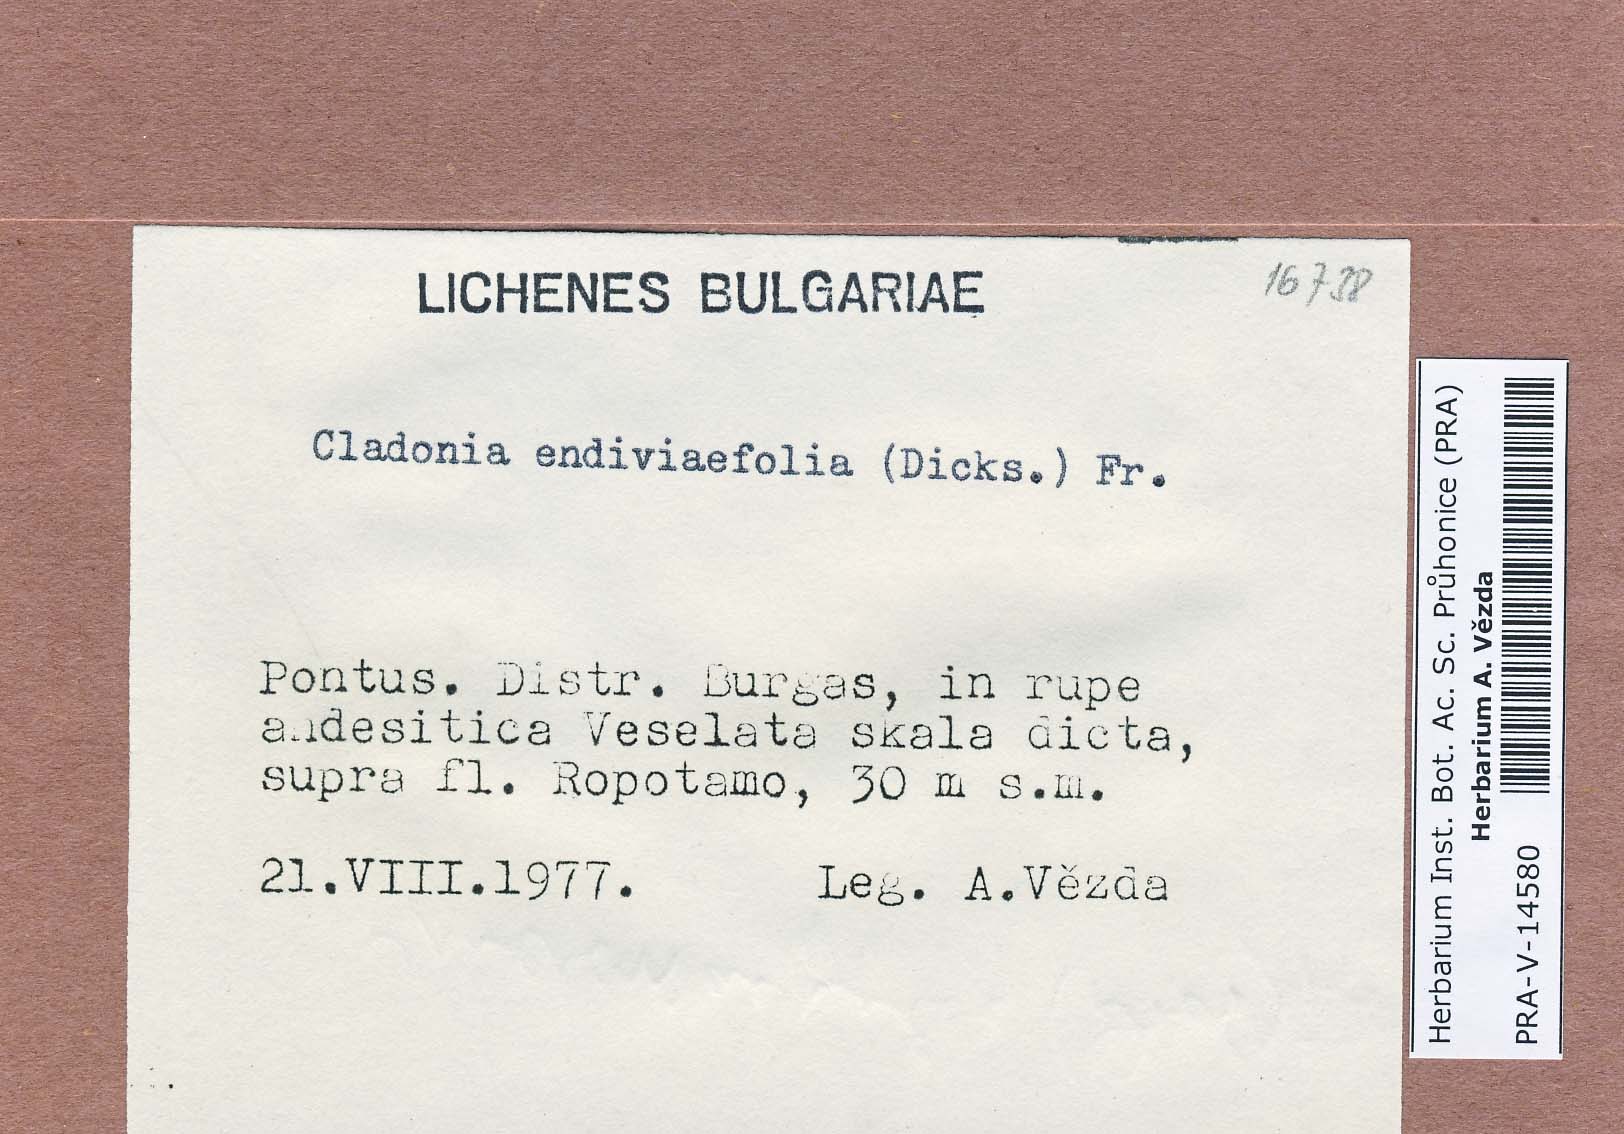 LICHENES BULGARIAE
16738
Cladonia endiviaefolia (Dicks.) Fr.
Pontus. Distr. Burgas, in rupe
andesitica Veselata skala dicta,
supra fl. Ropotamo, 30 m s.m.
21.VIII.1977. Leg. A.Vězda
Herbarium Inst. Bot. Ac. Sc. Průhonice (PRA)
Herbarium A. Vězda
PRA-V-14580